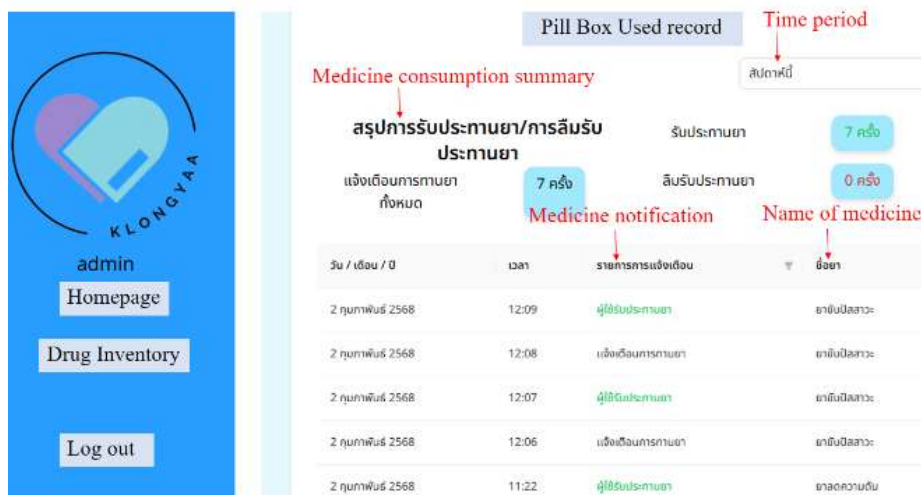 KLONGYAA
admin
Homepage
Drug Inventory
Log out
Pill Box Used record
Time period
สัปดาห์นี้
Medicine consumption summary
สรุปการรับประทานยา/การลืมรับ
ประทานยา
รับประทานยา
7 ครั้ง
แจ้งเตือนการทานยา
ทั้งหมด
7 ครั้ง
ลืมรับประทานยา
0 ครั้ง
Medicine notification
Name of medicine
วัน / เดือน / ปี เวลา รายการการแจ้งเตือน ชื่อยา
2 กุมภาพันธ์ 2568 12:09 ผู้ใช้รับประทานยา ยาขับปัสสาวะ
2 กุมภาพันธ์ 2568 12:08 แจ้งเตือนการทานยา ยาขับปัสสาวะ
2 กุมภาพันธ์ 2568 12:07 ผู้ใช้รับประทานยา ยาขับปัสสาวะ
2 กุมภาพันธ์ 2568 12:06 แจ้งเตือนการทานยา ยาขับปัสสาวะ
2 กุมภาพันธ์ 2568 11:22 ผู้ใช้รับประทานยา ยาลดความดัน